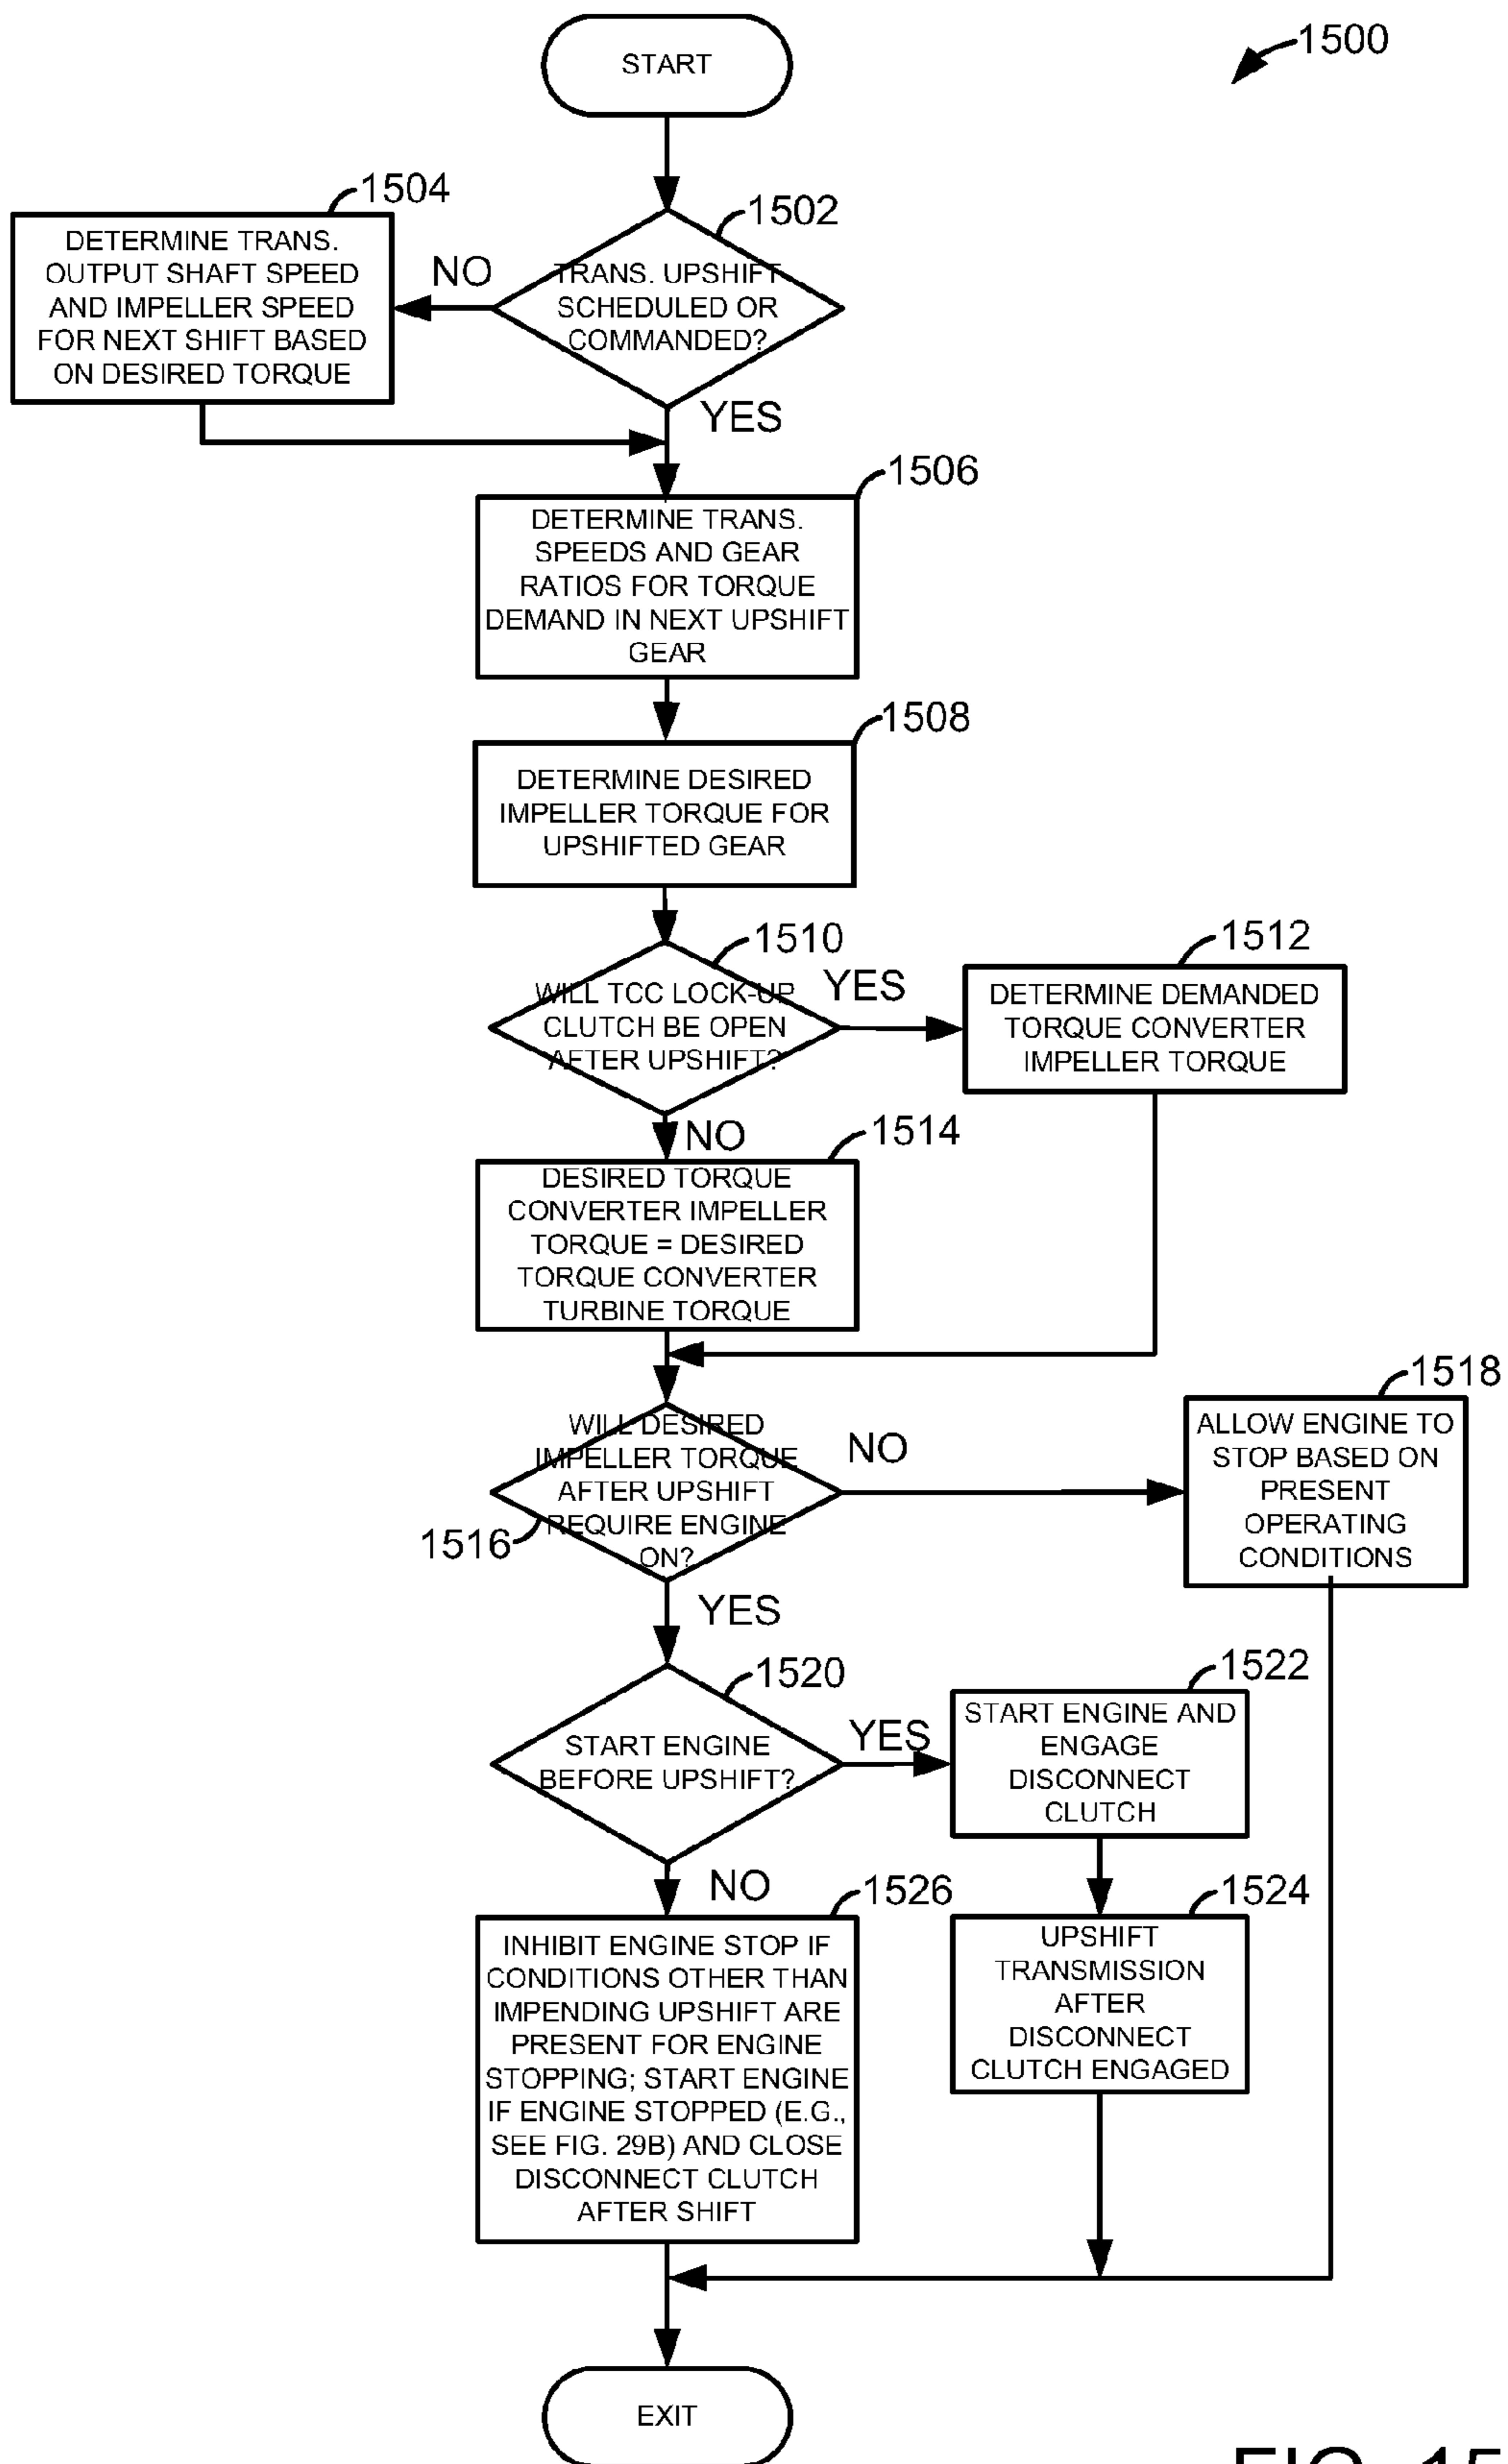 START
1500
1504
DETERMINE TRANS.
OUTPUT SHAFT SPEED
AND IMPELLER SPEED
FOR NEXT SHIFT BASED
ON DESIRED TORQUE
NO
1502
TRANS. UPSHIFT
SCHEDULED OR
COMMANDED?
YES
1506
DETERMINE TRANS.
SPEEDS AND GEAR
RATIOS FOR TORQUE
DEMAND IN NEXT UPSHIFT
GEAR
1508
DETERMINE DESIRED
IMPELLER TORQUE FOR
UPSHIFTED GEAR
1510
WILL TCC LOCK-UP
CLUTCH BE OPEN
AFTER UPSHIFT?
YES
1512
DETERMINE DEMANDED
TORQUE CONVERTER
IMPELLER TORQUE
NO
1514
DESIRED TORQUE
CONVERTER IMPELLER
TORQUE = DESIRED
TORQUE CONVERTER
TURBINE TORQUE
1516
WILL DESIRED
IMPELLER TORQUE
AFTER UPSHIFT
REQUIRE ENGINE
ON?
NO
1518
ALLOW ENGINE TO
STOP BASED ON
PRESENT
OPERATING
CONDITIONS
YES
1520
START ENGINE
BEFORE UPSHIFT?
YES
1522
START ENGINE AND
ENGAGE
DISCONNECT
CLUTCH
1524
UPSHIFT
TRANSMISSION
AFTER
DISCONNECT
CLUTCH ENGAGED
NO
1526
INHIBIT ENGINE STOP IF
CONDITIONS OTHER THAN
IMPENDING UPSHIFT ARE
PRESENT FOR ENGINE
STOPPING; START ENGINE
IF ENGINE STOPPED (E.G.,
SEE FIG. 29B) AND CLOSE
DISCONNECT CLUTCH
AFTER SHIFT
EXIT
FIG. 15